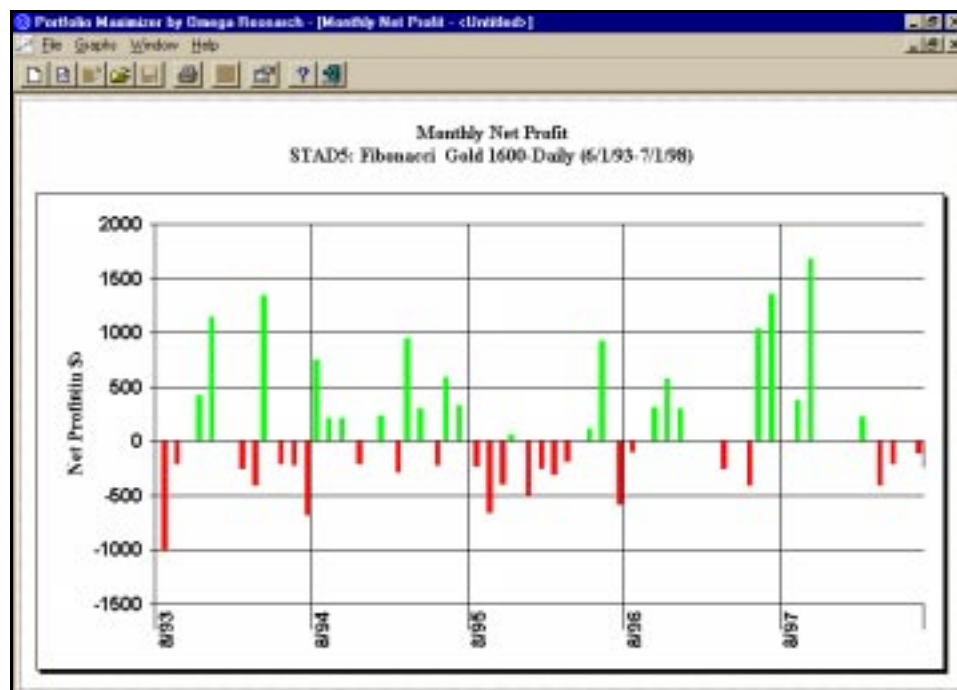 Portfolio Maximizer by Omega Research - [Monthly Net Profit - <Untitled>]
File Graphs Window Help
Monthly Net Profit
STAD5: Fibonacci Gold 1600-Daily (6/1/93-7/1/98)
Net Profit(in $)
2000
1500
1000
500
0
-500
-1000
-1500
8/93
8/94
8/95
8/96
8/97